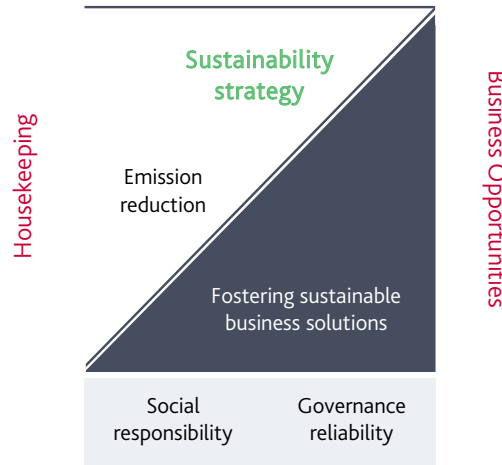 Sustainability
strategy
Housekeeping
Business Opportunities
Emission
reduction
Fostering sustainable
business solutions
Social
responsibility
Governance
reliability